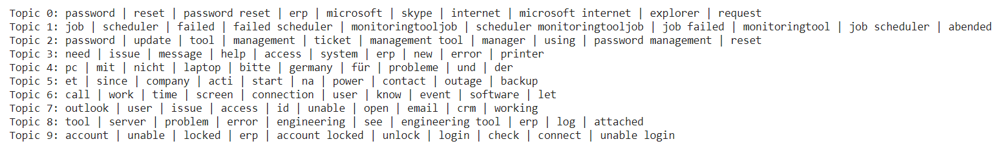 Topic 0: password | reset | password reset | erp | microsoft | skype | internet | microsoft internet | explorer | request
Topic 1: job | scheduler | failed | failed scheduler | monitoringtooljob | scheduler monitoringtooljob | job failed | monitoringtool | job scheduler | abended
Topic 2: password | update | tool | management | ticket | management tool | manager | using | password management | reset
Topic 3: need | issue | message | help | access | system | erp | new | error | printer
Topic 4: pc | mit | nicht | laptop | bitte | germany | für | probleme | und | der
Topic 5: et | since | company | acti | start | na | power | contact | outage | backup
Topic 6: call | work | time | screen | connection | user | know | event | software | let
Topic 7: outlook | user | issue | access | id | unable | open | email | crm | working
Topic 8: tool | server | problem | error | engineering | see | engineering tool | erp | log | attached
Topic 9: account | unable | locked | erp | account locked | unlock | login | check | connect | unable login